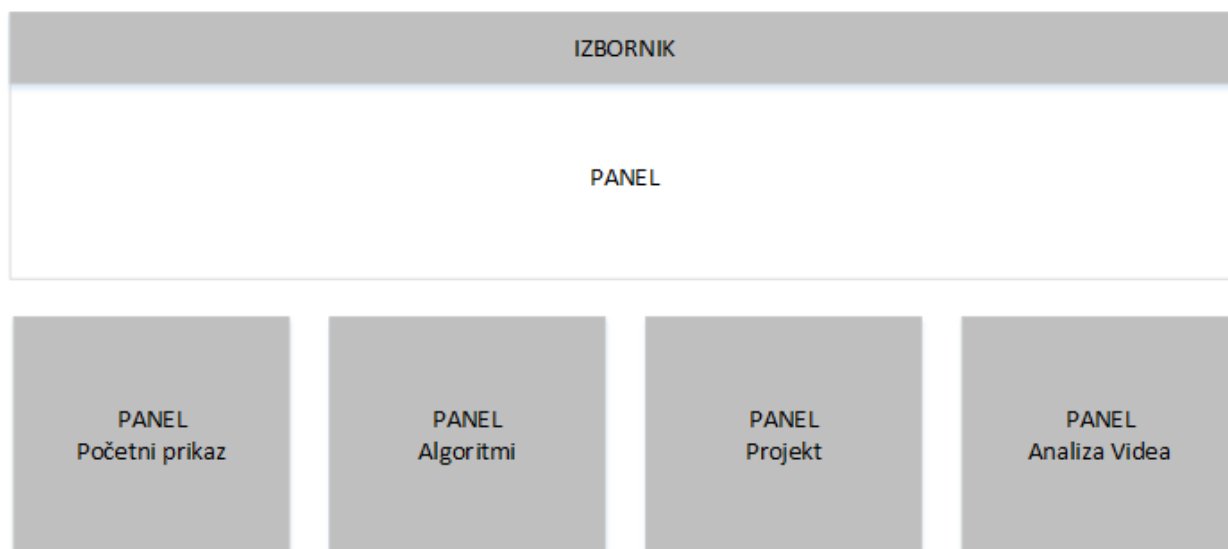 IZBORNIK
PANEL
PANEL
Početni prikaz
PANEL
Algoritmi
PANEL
Projekt
PANEL
Analiza Videa